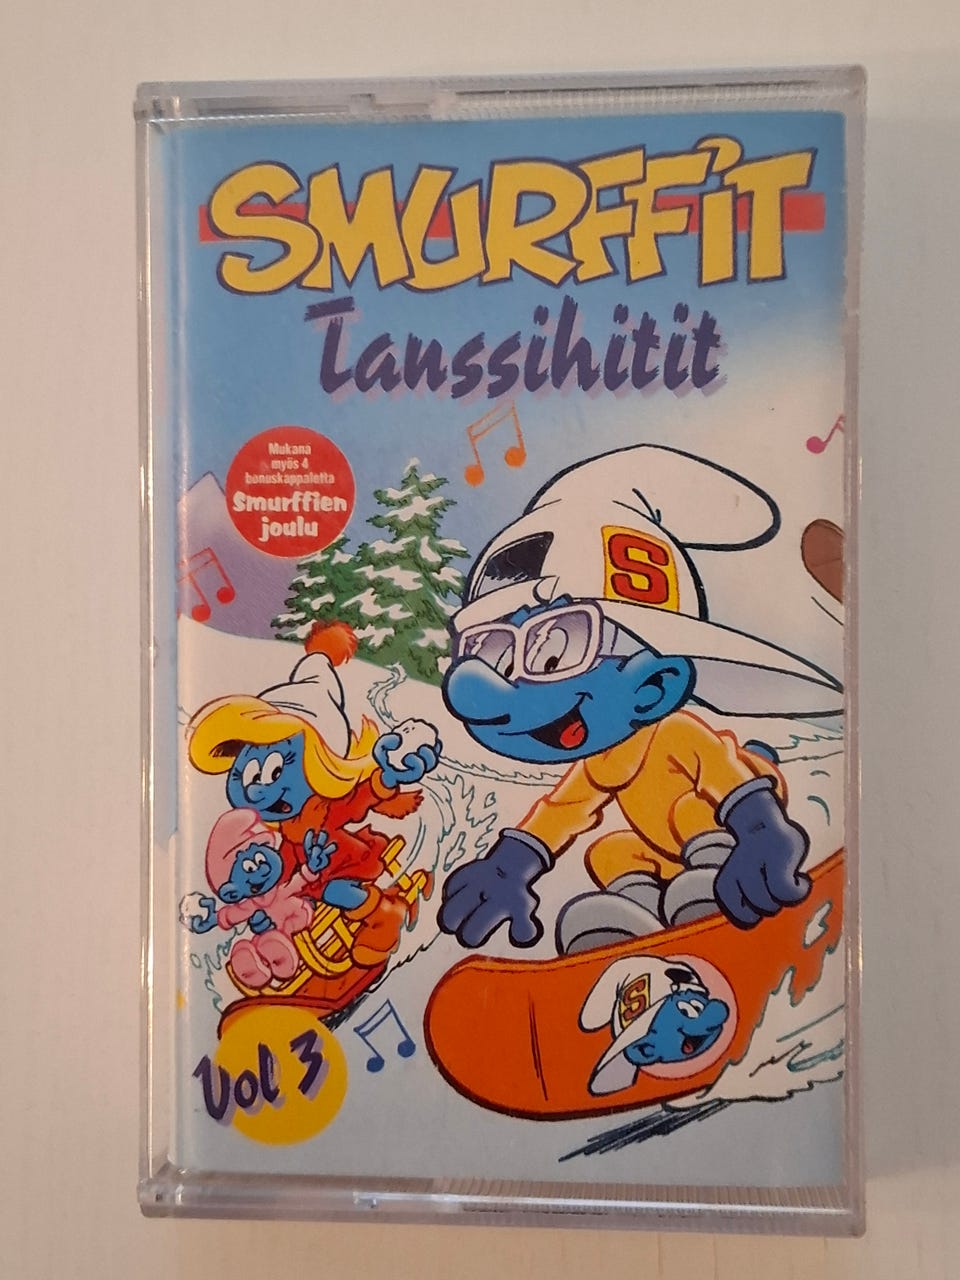 SMURFFIT
Tanssihitit
Mukana
myös 4
bonuskappaletta
Smurffien
joulu
S
S
Vol 3